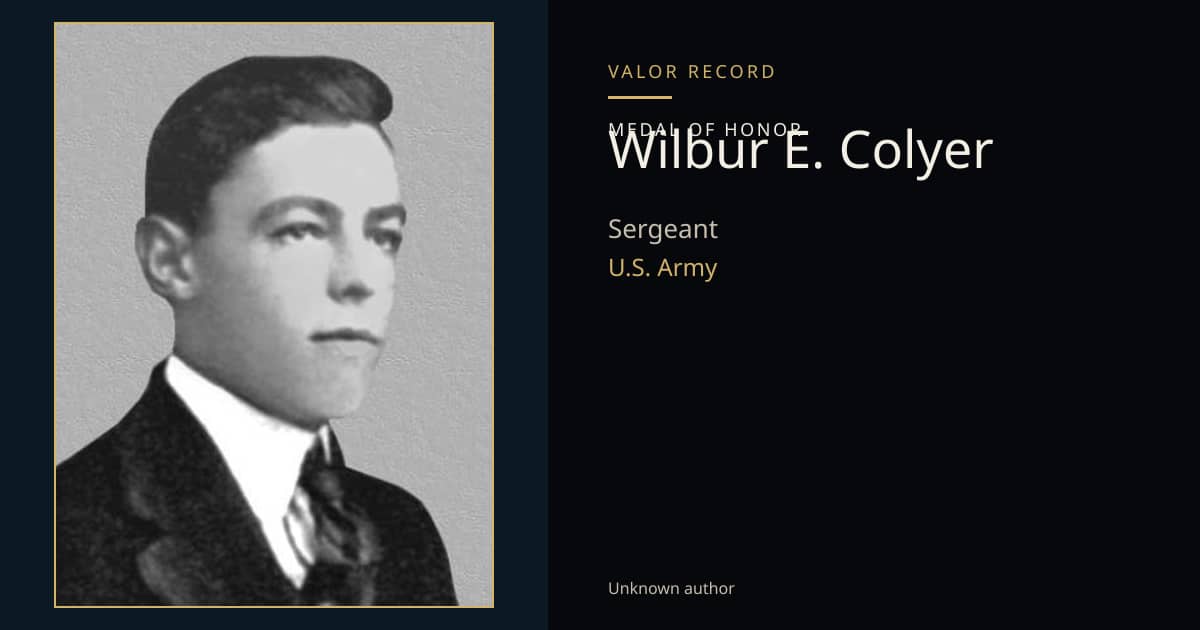 VALOR RECORD
MEDAL OF HONOR
Wilbur E. Colyer
Sergeant
U.S. Army
Unknown author